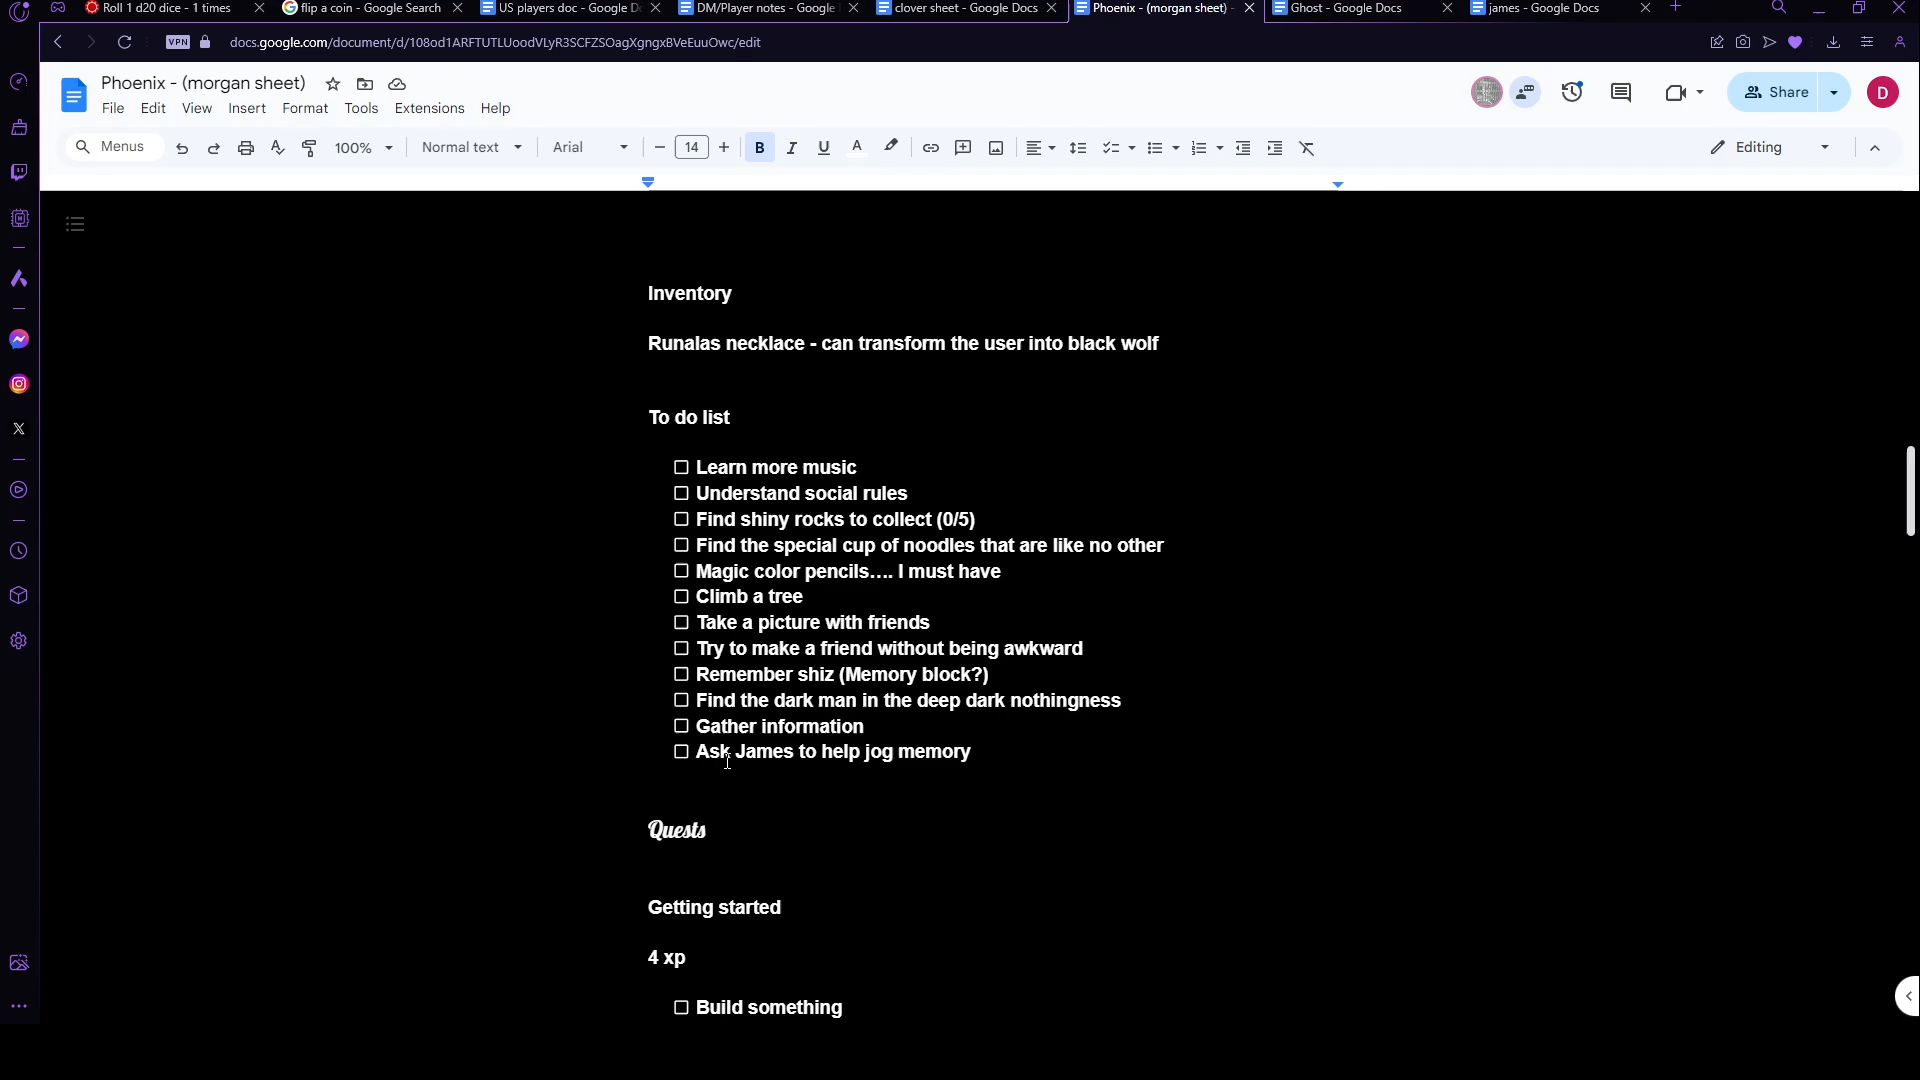 Roll 1 d20 dice - 1 times
flip a coin - Google Search
US players doc - Google D
DM/Player notes - Google
clover sheet - Google Docs
Phoenix - (morgan sheet) -
Ghost - Google Docs
james - Google Docs
VPN
docs.google.com/document/d/108od1ARFTUTLUoodVLyR3SCFZSOagXgngxBVeEuuOwc/edit
Phoenix - (morgan sheet)
File Edit View Insert Format Tools Extensions Help
Share
D
Menus 100% Normal text Arial 14 B I U A Editing
Inventory
Runalas necklace - can transform the user into black wolf
To do list
Learn more music
Understand social rules
Find shiny rocks to collect (0/5)
Find the special cup of noodles that are like no other
Magic color pencils.... I must have
Climb a tree
Take a picture with friends
Try to make a friend without being awkward
Remember shiz (Memory block?)
Find the dark man in the deep dark nothingness
Gather information
Ask James to help jog memory
Quests
Getting started
4 xp
Build something